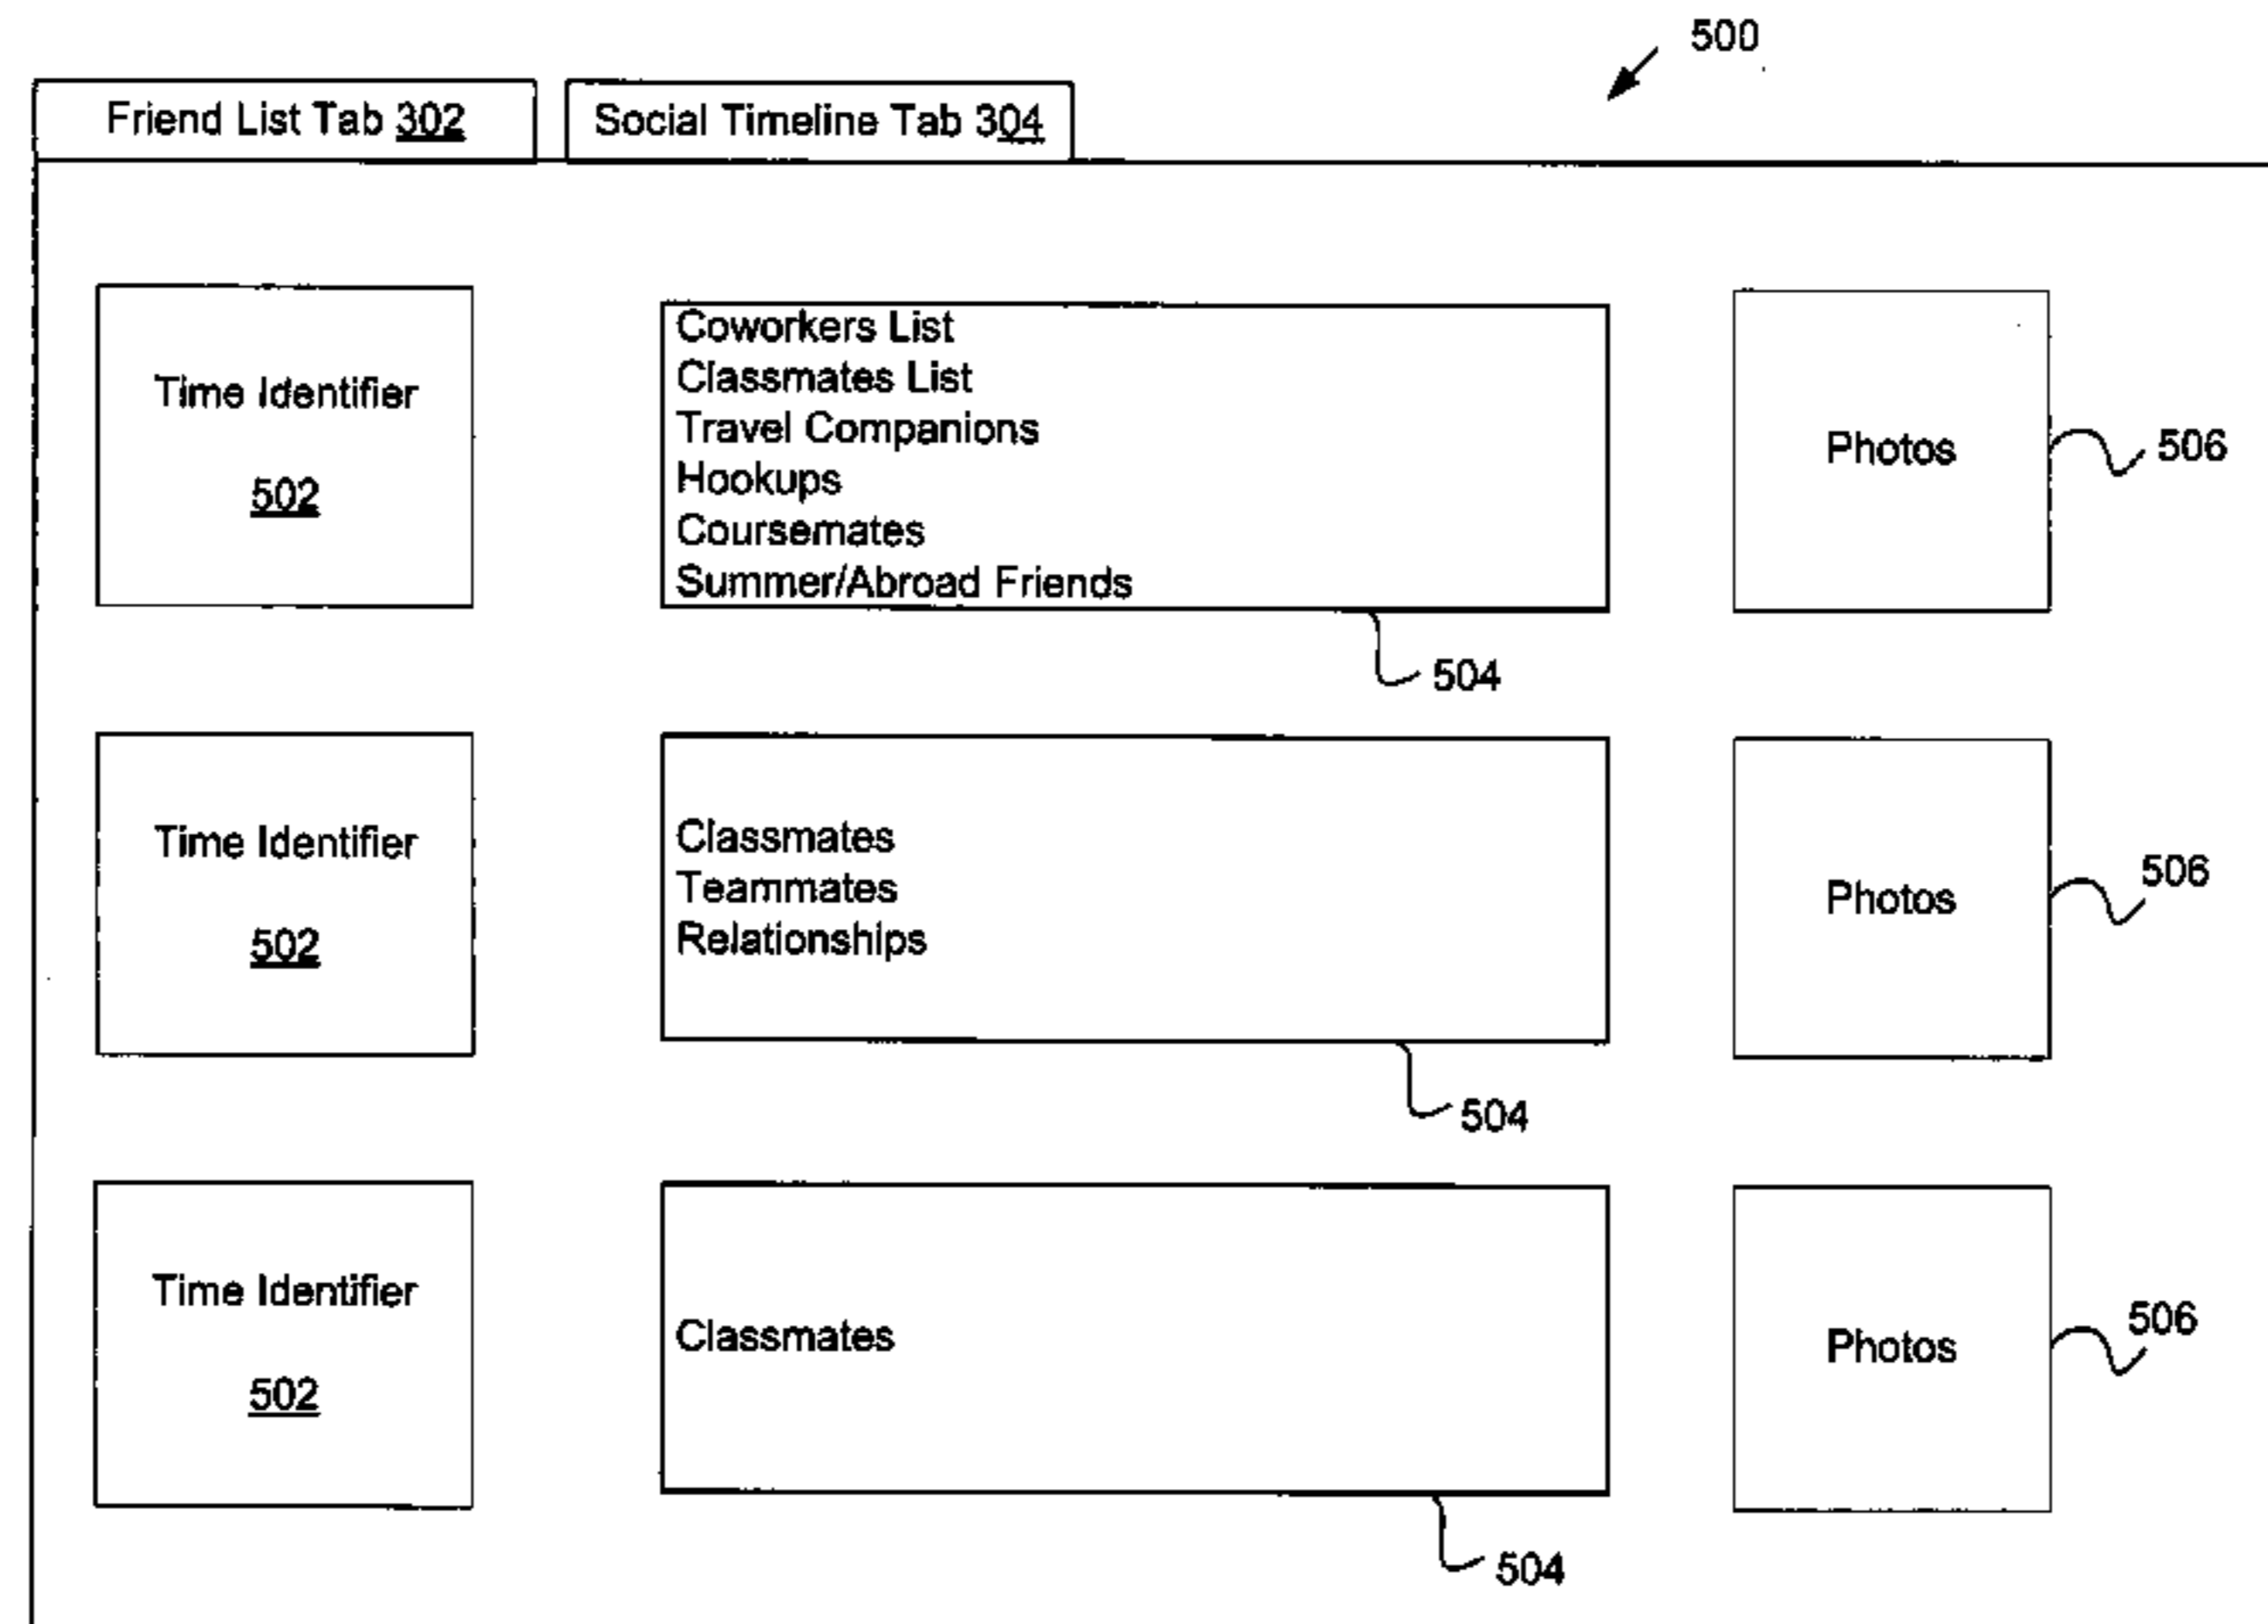 500
Friend List Tab 302
Social Timeline Tab 304
Time Identifier
502
Coworkers List
Classmates List
Travel Companions
Hookups
Coursemates
Summer/Abroad Friends
504
Photos
506
Time Identifier
502
Classmates
Teammates
Relationships
504
Photos
506
Time Identifier
502
Classmates
504
Photos
506